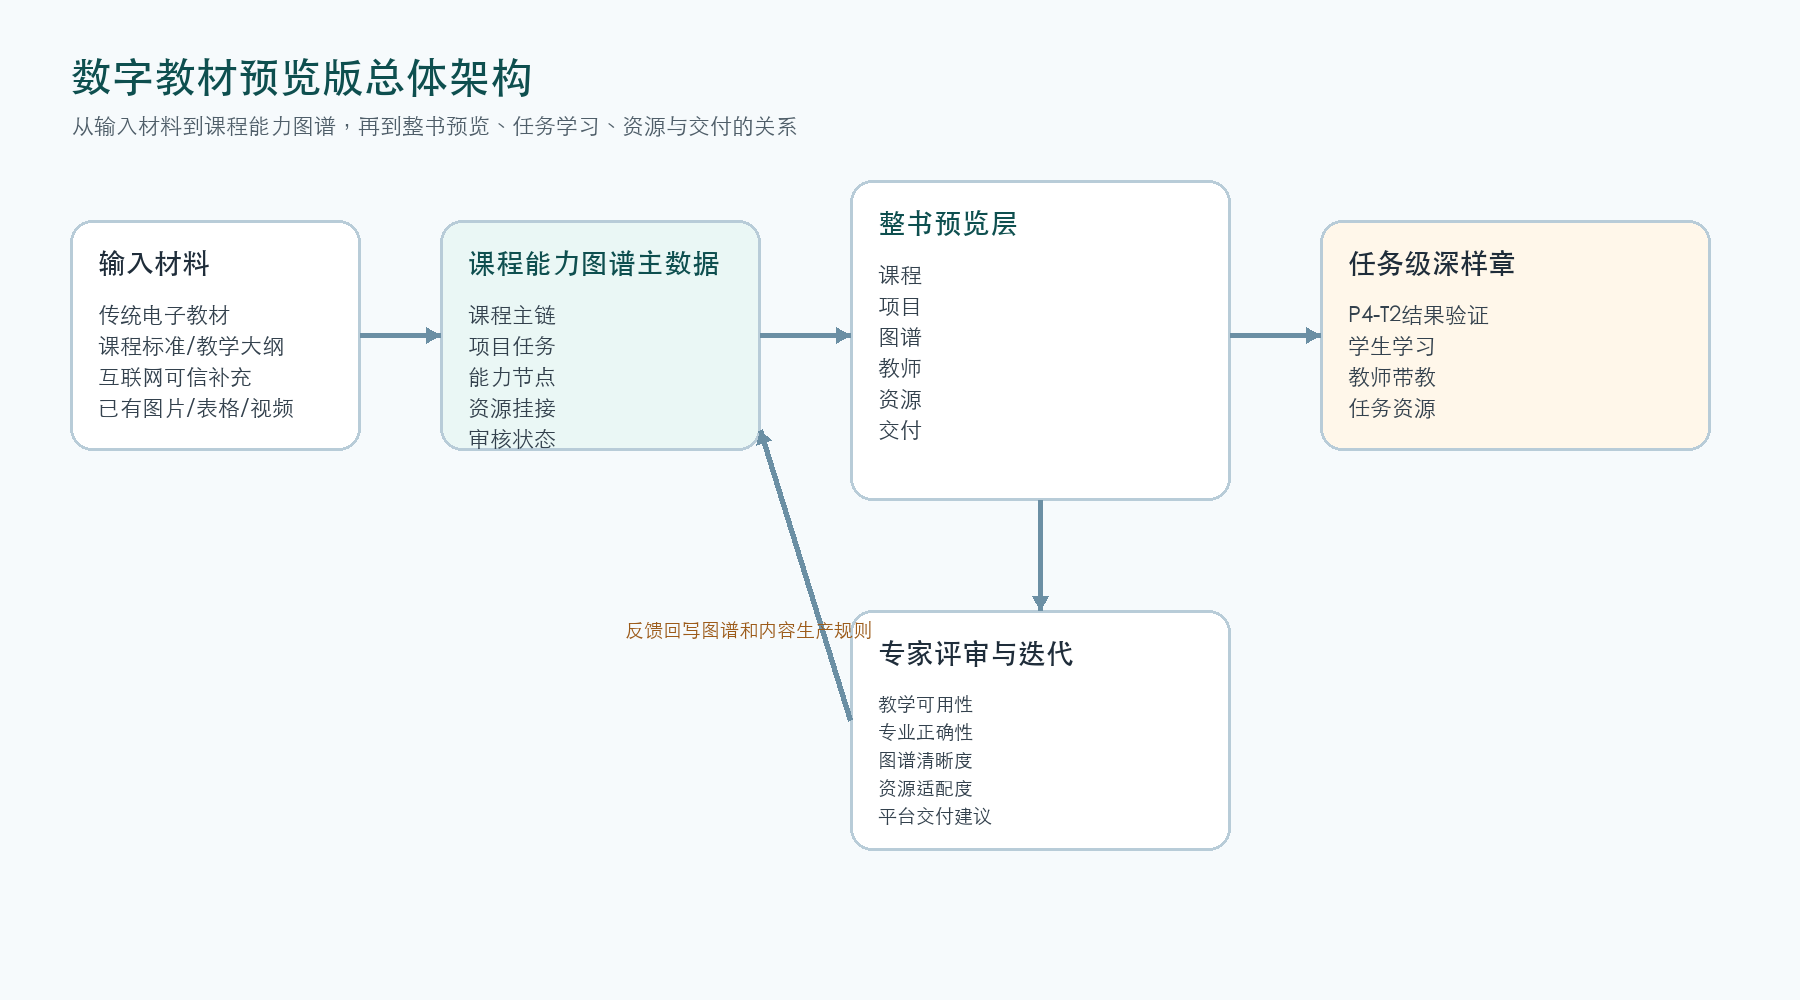 数字教材预览版总体架构
从输入材料到课程能力图谱，再到整书预览、任务学习、资源与交付的关系
输入材料
传统电子教材
课程标准/教学大纲
互联网可信补充
已有图片/表格/视频
课程能力图谱主数据
课程主链
项目任务
能力节点
资源挂接
审核状态
整书预览层
课程
项目
图谱
教师
资源
交付
任务级深样章
P4-T2结果验证
学生学习
教师带教
任务资源
反馈回写图谱和内容生产规则
专家评审与迭代
教学可用性
专业正确性
图谱清晰度
资源适配度
平台交付建议